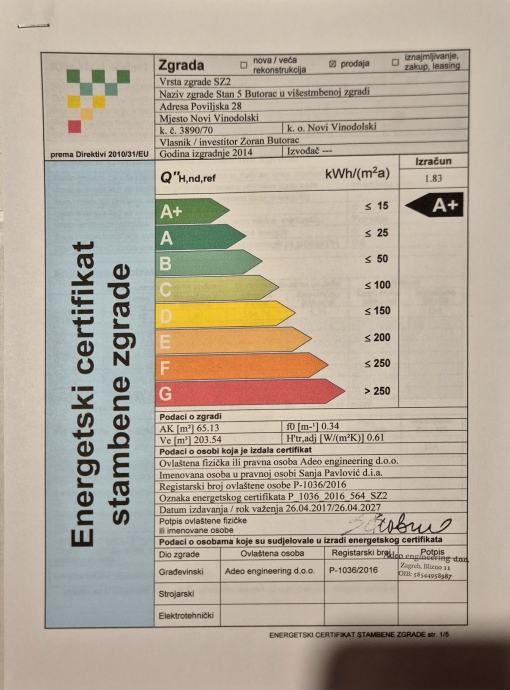 Zgrada
nova / veća rekonstrukcija
prodaja
iznajmljivanje, zakup, leasing
Vrsta zgrade SZ2
Naziv zgrade Stan 5 Butorac u višestmbenoj zgradi
Adresa Poviljska 28
Mjesto Novi Vinodolski
k. č. 3890/70 k. o. Novi Vinodolski
Vlasnik / investitor Zoran Butorac
prema Direktivi 2010/31/EU
Godina izgradnje 2014 Izvođač ---
Energetski certifikat
stambene zgrade
Q"H,nd,ref kWh/(m²a) Izračun
1.83
A+ ≤ 15 A+
A ≤ 25
B ≤ 50
C ≤ 100
D ≤ 150
E ≤ 200
F ≤ 250
G > 250
Podaci o zgradi
AK [m²] 65.13 f0 [m-¹] 0.34
Ve [m³] 203.54 H'tr,adj [W/(m²K)] 0.61
Podaci o osobi koja je izdala certifikat
Ovlaštena fizička ili pravna osoba Adeo engineering d.o.o.
Imenovana osoba u pravnoj osobi Sanja Pavlović d.i.a.
Registarski broj ovlaštene osobe P-1036/2016
Oznaka energetskog certifikata P_1036_2016_564_SZ2
Datum izdavanja / rok važenja 26.04.2017/26.04.2027
Potpis ovlaštene fizičke
ili imenovane osobe
Podaci o osobama koje su sudjelovale u izradi energetskog certifikata
Dio zgrade Ovlaštena osoba Registarski broj Potpis
Adeo engineering d.o.o.
Građevinski Adeo engineering d.o.o. P-1036/2016
Zagreb, Blizno 11
OIB: 58544958987
Strojarski
Elektrotehnički
ENERGETSKI CERTIFIKAT STAMBENE ZGRADE str. 1/5